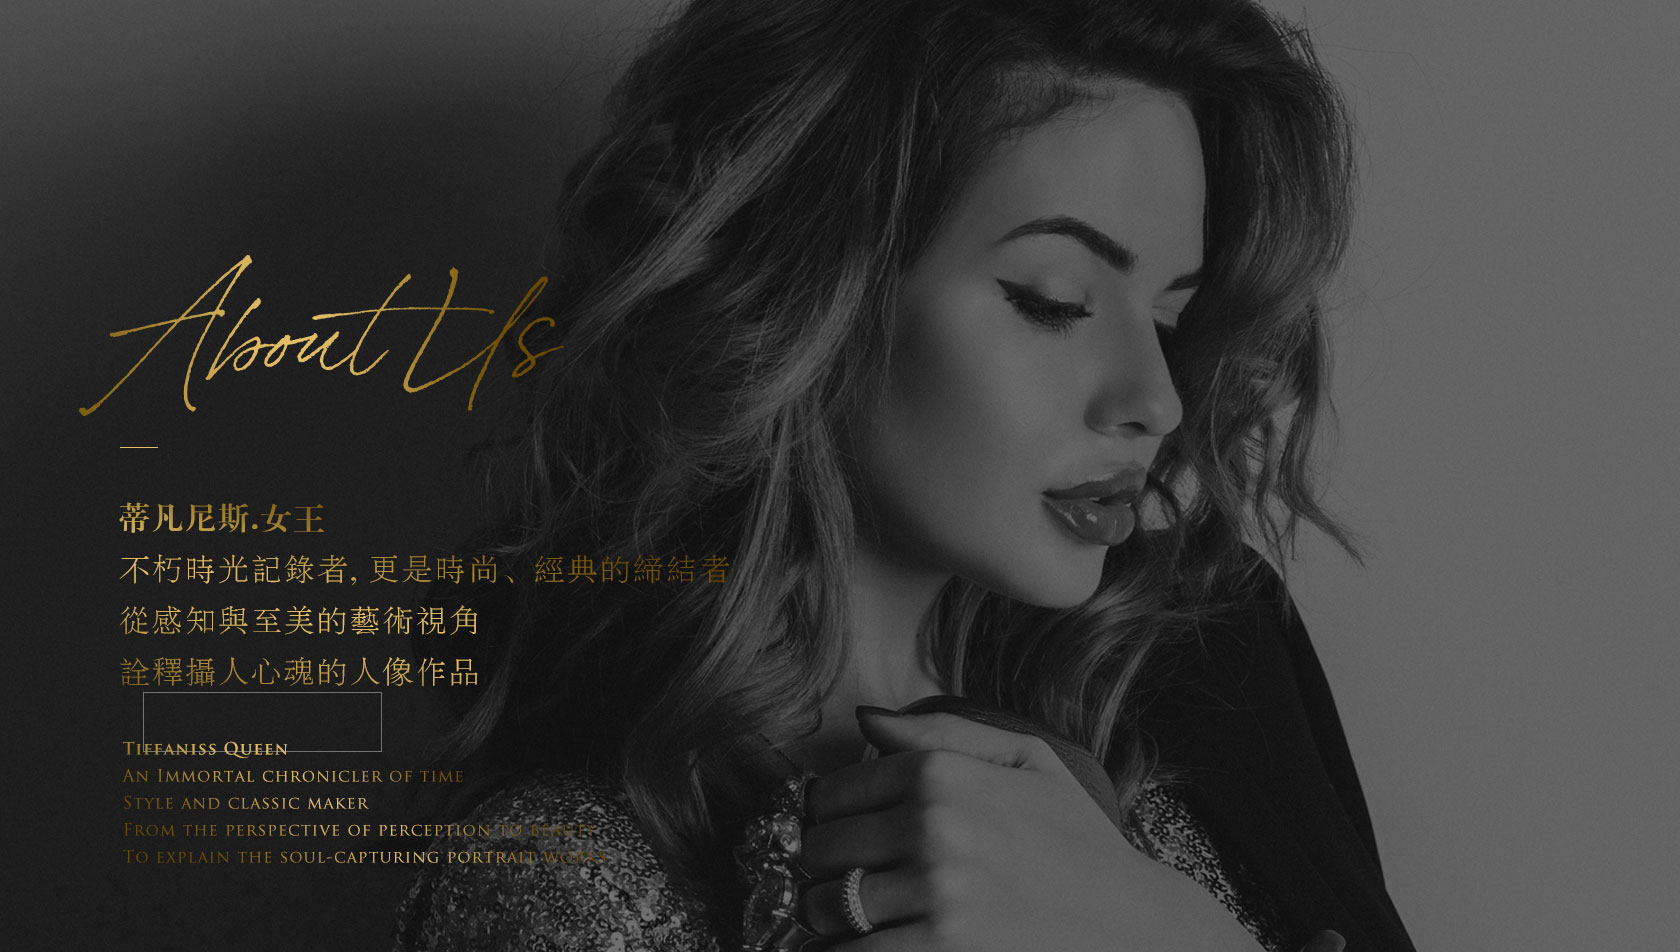 About Us
蒂凡尼斯.女王
不朽時光記錄者, 更是時尚、經典的締結者
從感知與至美的藝術視角
詮釋攝人心魂的人像作品
Tiffaniss Queen
An Immortal chronicler of time
Style and classic maker
From the perspective of perception to beauty
To explain the soul-capturing portrait works